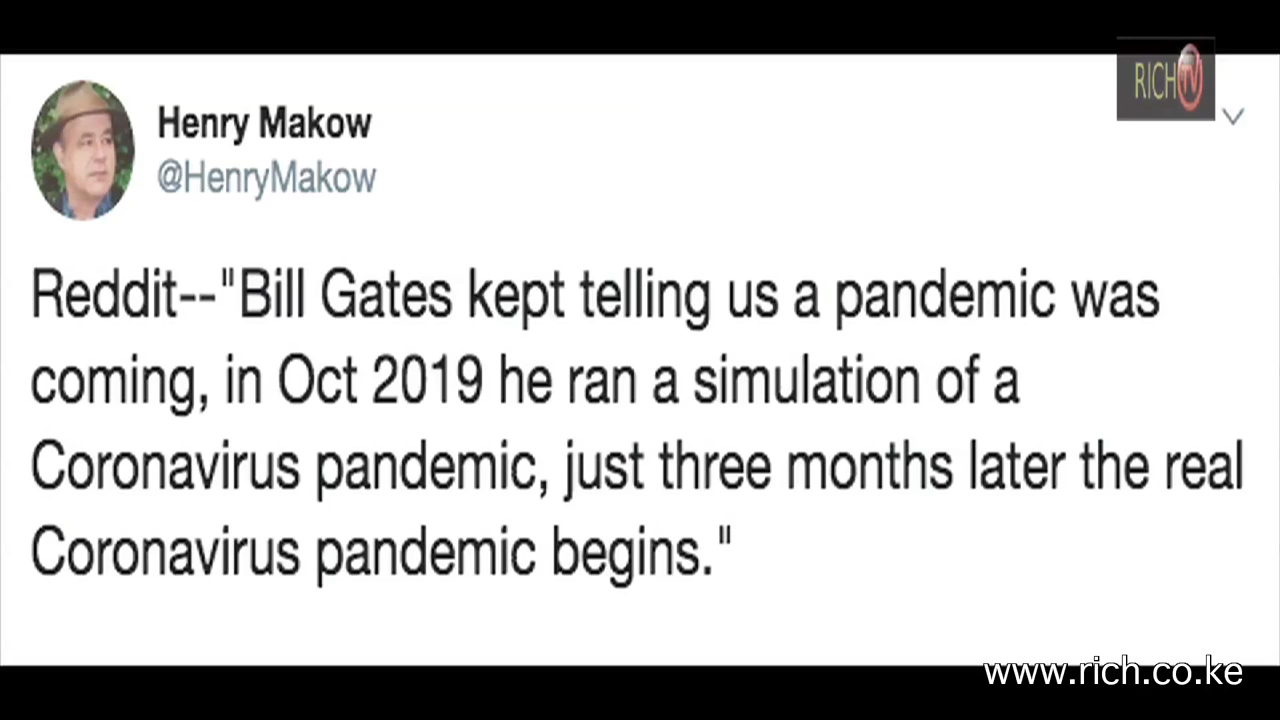 RICH TV
Henry Makow
@HenryMakow
Reddit--"Bill Gates kept telling us a pandemic was
coming, in Oct 2019 he ran a simulation of a
Coronavirus pandemic, just three months later the real
Coronavirus pandemic begins."
www.rich.co.ke